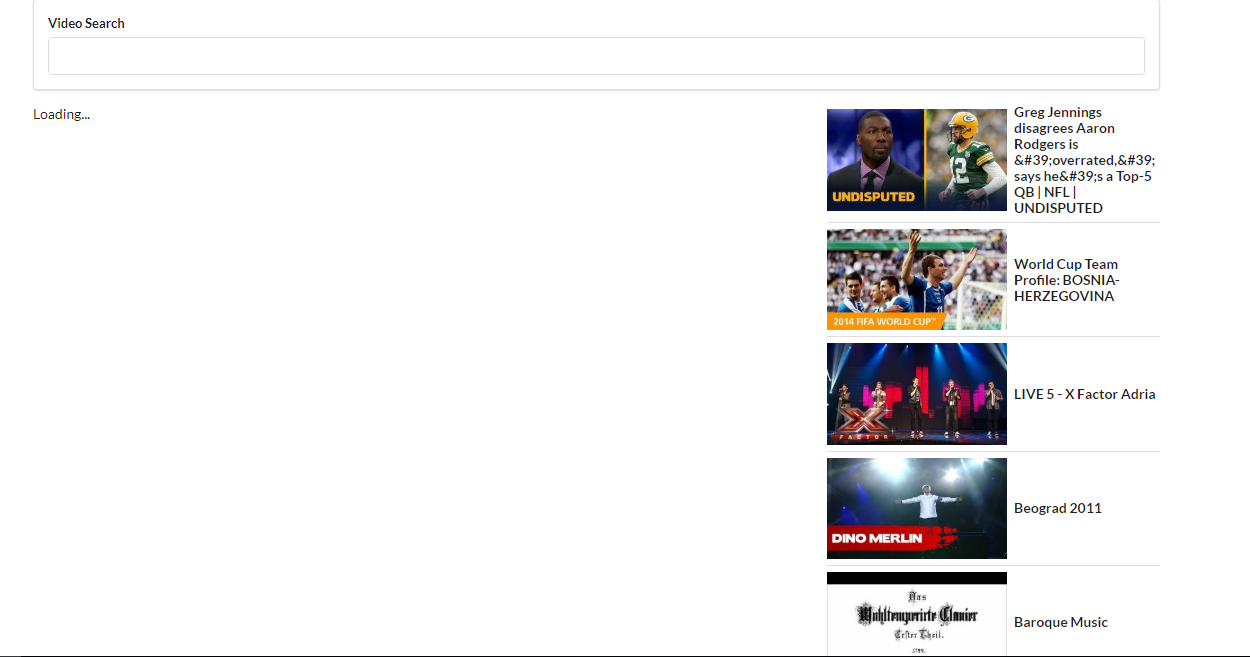 Video Search
Loading...
UNDISPUTED
G
12
Greg Jennings
disagrees Aaron
Rodgers is
&#39;overrated,&#39;
says he&#39;s a Top-5
QB | NFL |
UNDISPUTED
2014 FIFA WORLD CUP™
World Cup Team
Profile: BOSNIA-
HERZEGOVINA
X
FACTOR
LIVE 5 - X Factor Adria
DINO MERLIN
Beograd 2011
Das
Wohltemperirte Clavier
Erster Theil.
Baroque Music